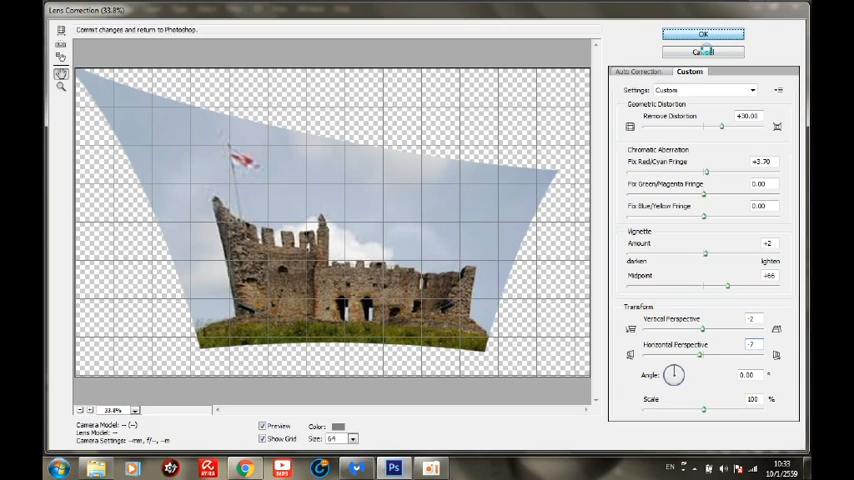 Lens Correction (33.8%)
Commit changes and return to Photoshop.
OK
Cancel
Auto Correction
Custom
Settings: Custom
Geometric Distortion
Remove Distortion +30.00
Chromatic Aberration
Fix Red/Cyan Fringe +3.70
Fix Green/Magenta Fringe 0.00
Fix Blue/Yellow Fringe 0.00
Vignette
Amount +2
darken lighten
Midpoint +66
Transform
Vertical Perspective -2
Horizontal Perspective -7
Angle: 0.00 °
Scale 100 %
33.8%
Preview Color:
Show Grid Size: 64
Camera Model: -- (--)
Lens Model: --
Camera Settings: --mm, f/--, --m
AVIRA
MP3
Ps
EN
10:33
10/1/2559